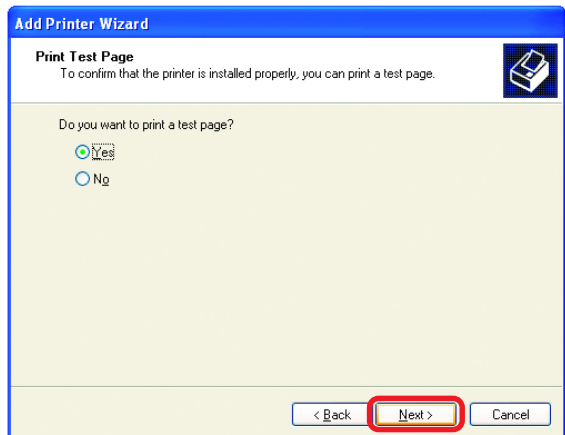 Add Printer Wizard
Print Test Page
To confirm that the printer is installed properly, you can print a test page.
Do you want to print a test page?
Yes
No
< Back
Next >
Cancel